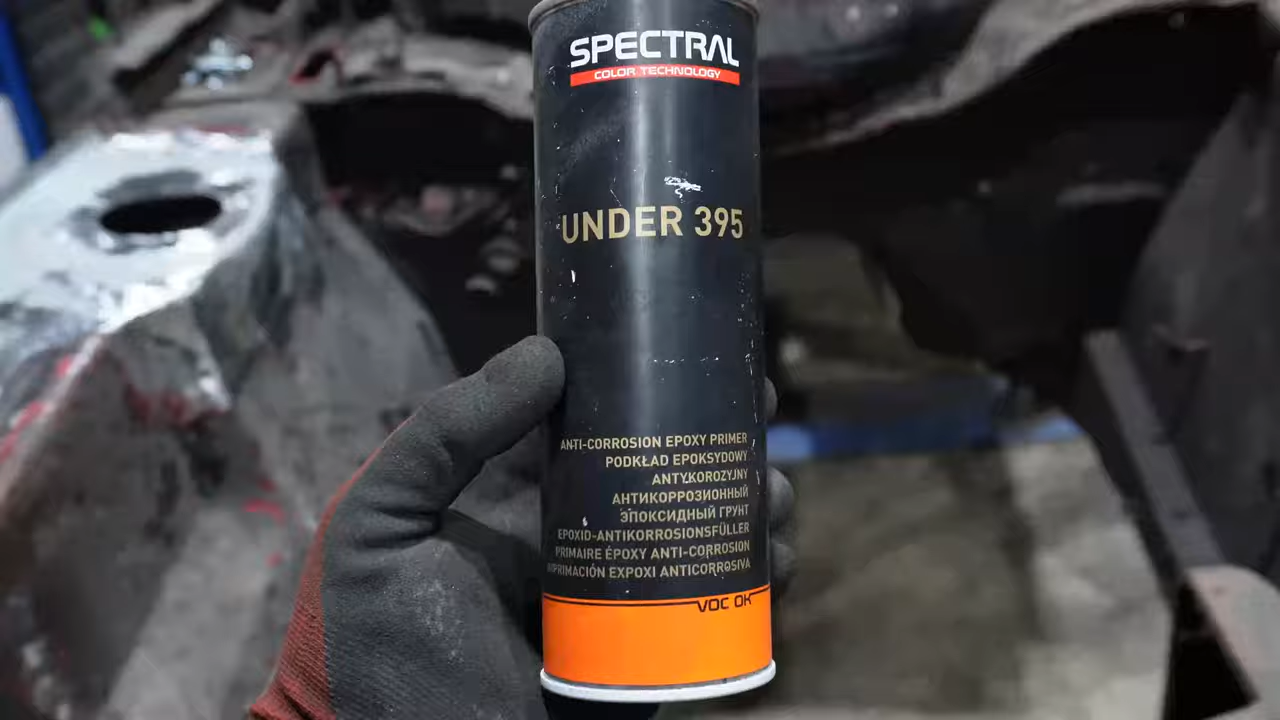 SPECTRAL
COLOR TECHNOLOGY
UNDER 395
ANTI-CORROSION EPOXY PRIMER
PODKŁAD EPOKSYDOWY
ANTYKOROZYJNY
АНТИКОРРОЗИОННЫЙ
ЭПОКСИДНЫЙ ГРУНТ
EPOXID-ANTIKORROSIONSFÜLLER
PRIMAIRE ÉPOXY ANTI-CORROSION
IMPRIMACIÓN EXPOXI ANTICORROSIVA
VOC OK